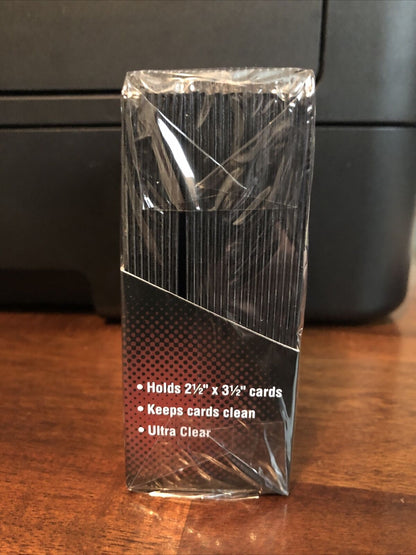 • Holds 2½" x 3½" cards
• Keeps cards clean
• Ultra Clear